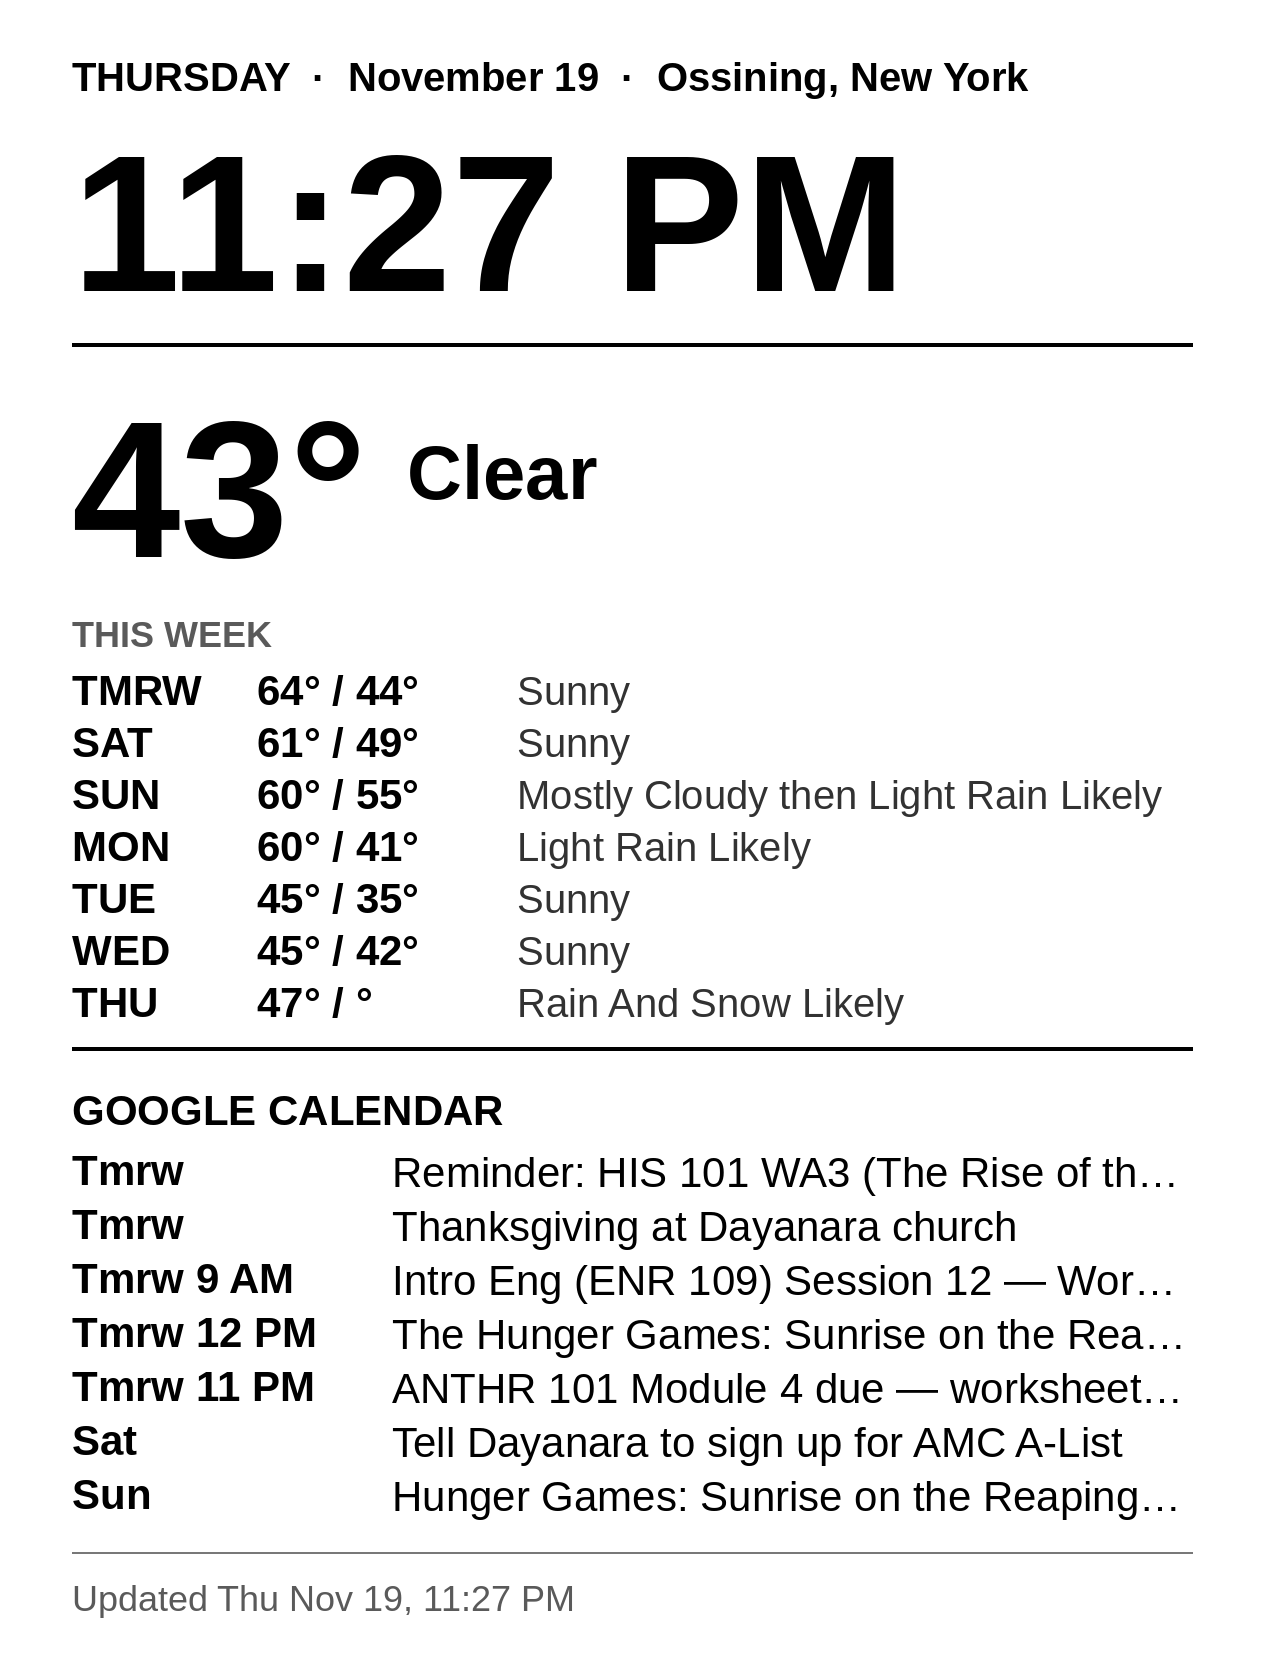 THURSDAY · November 19 · Ossining, New York
11:27 PM
43° Clear
THIS WEEK
TMRW 64° / 44° Sunny
SAT 61° / 49° Sunny
SUN 60° / 55° Mostly Cloudy then Light Rain Likely
MON 60° / 41° Light Rain Likely
TUE 45° / 35° Sunny
WED 45° / 42° Sunny
THU 47° / ° Rain And Snow Likely
GOOGLE CALENDAR
Tmrw Reminder: HIS 101 WA3 (The Rise of th…
Tmrw Thanksgiving at Dayanara church
Tmrw 9 AM Intro Eng (ENR 109) Session 12 — Wor…
Tmrw 12 PM The Hunger Games: Sunrise on the Rea…
Tmrw 11 PM ANTHR 101 Module 4 due — worksheet…
Sat Tell Dayanara to sign up for AMC A-List
Sun Hunger Games: Sunrise on the Reaping…
Updated Thu Nov 19, 11:27 PM